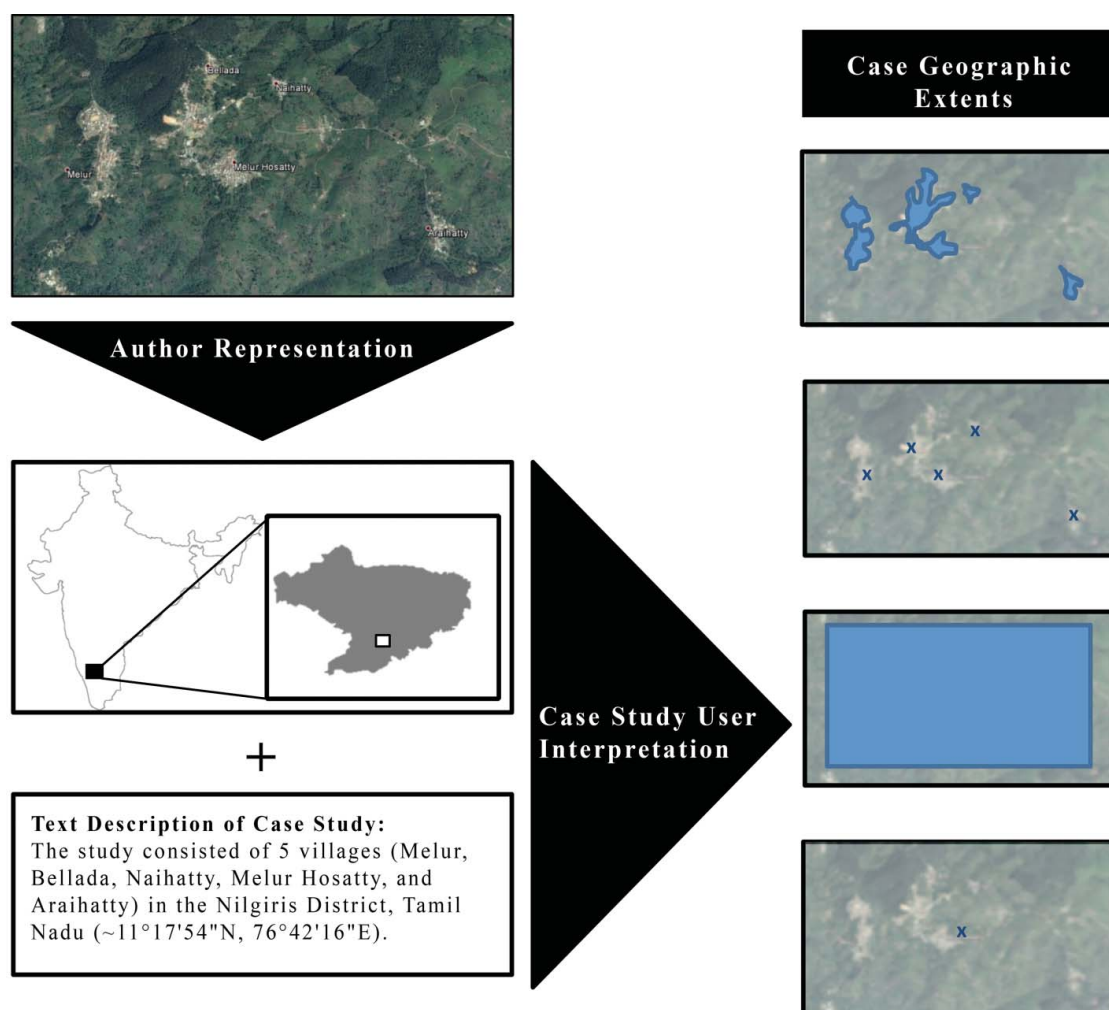 Bellada
Naihatty
Melur
Melur Hosatty
Araihatty
Author Representation
+
Text Description of Case Study:
The study consisted of 5 villages (Melur,
Bellada, Naihatty, Melur Hosatty, and
Araihatty) in the Nilgiris District, Tamil
Nadu (~11°17'54"N, 76°42'16"E).
Case Study User
Interpretation
Case Geographic
Extents
x
x
x
x
x
x